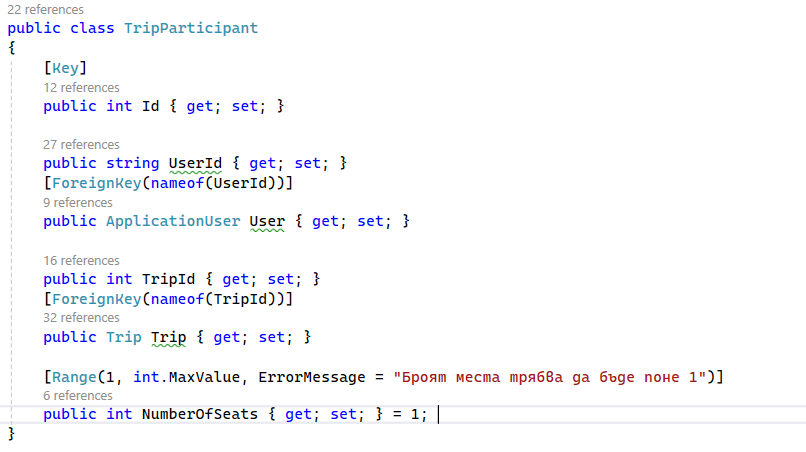 22 references
public class TripParticipant
{
[Key]
12 references
public int Id { get; set; }
27 references
public string UserId { get; set; }
[ForeignKey(nameof(UserId))]
9 references
public ApplicationUser User { get; set; }
16 references
public int TripId { get; set; }
[ForeignKey(nameof(TripId))]
32 references
public Trip Trip { get; set; }
[Range(1, int.MaxValue, ErrorMessage = "Броят места трябва да бъде поне 1")]
6 references
public int NumberOfSeats { get; set; } = 1;
}